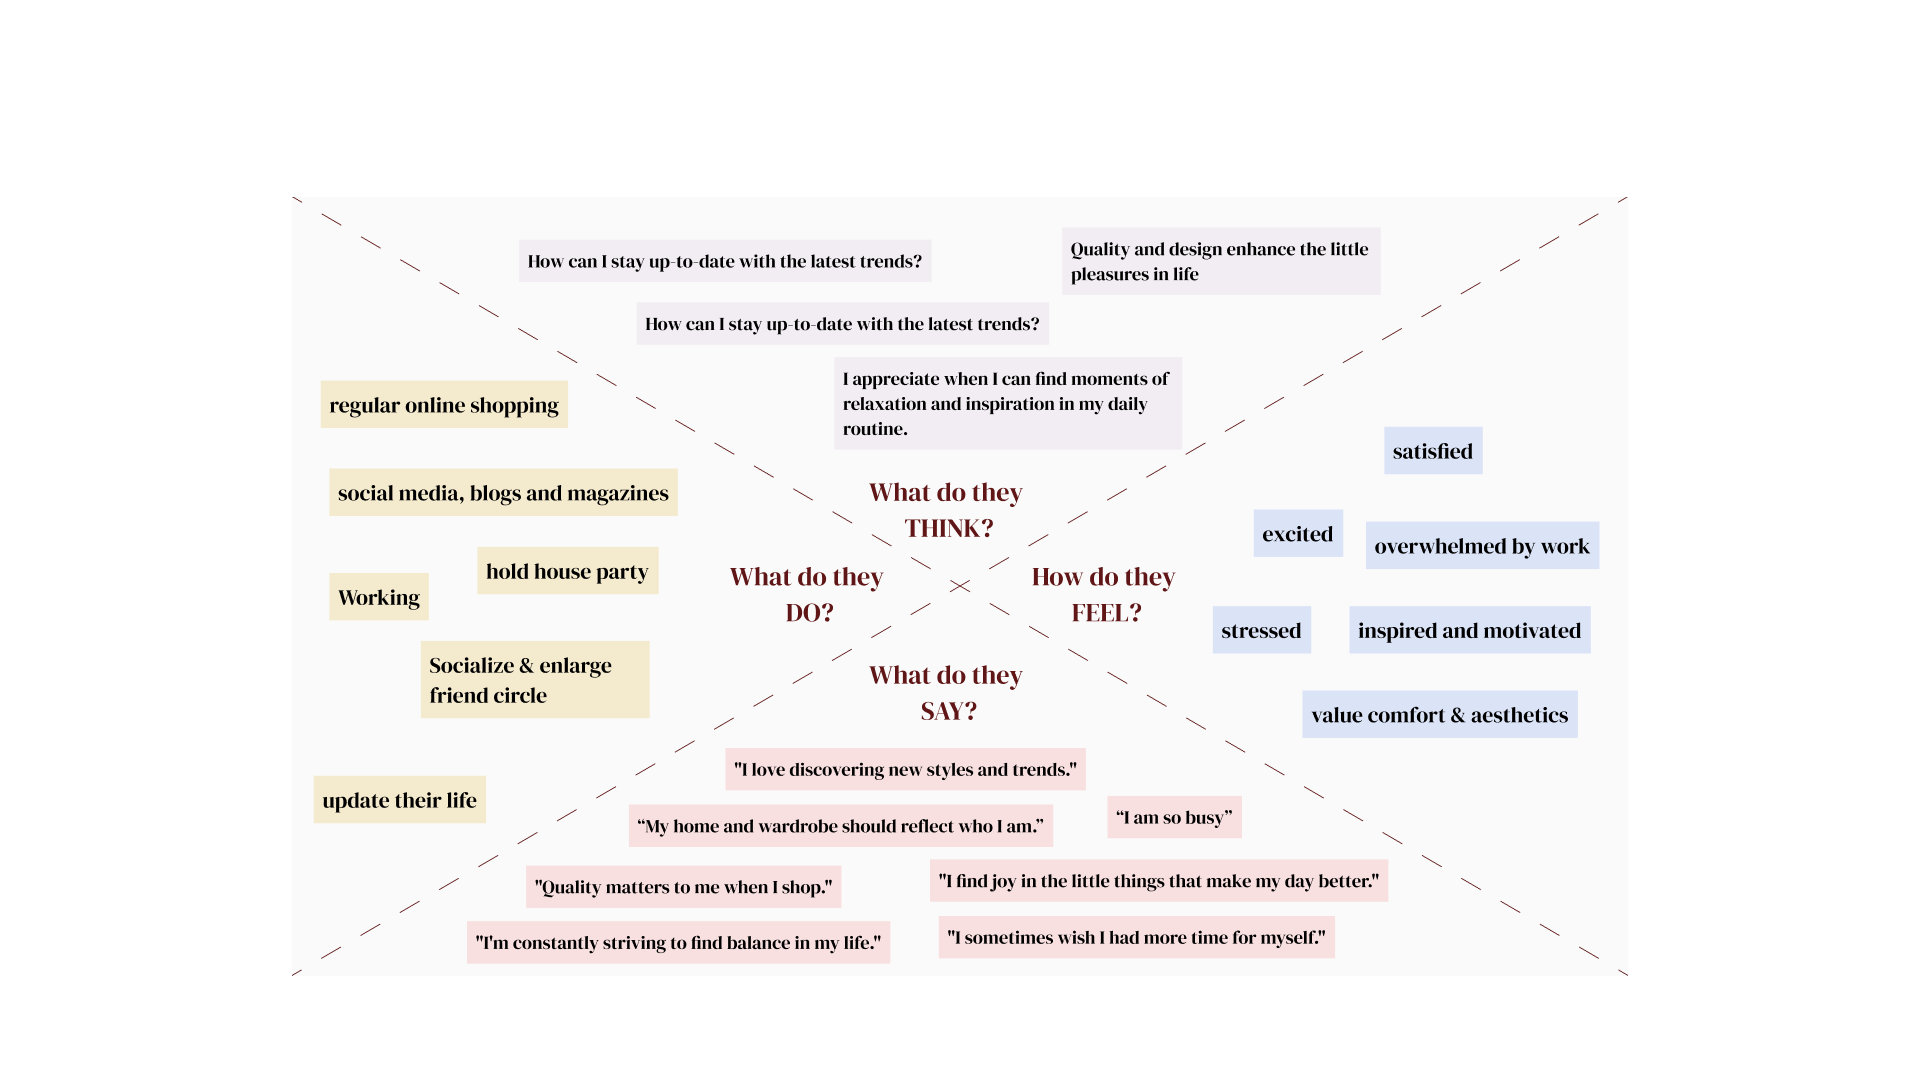 How can I stay up-to-date with the latest trends?
Quality and design enhance the little
pleasures in life
How can I stay up-to-date with the latest trends?
I appreciate when I can find moments of
relaxation and inspiration in my daily
routine.
What do they
THINK?
regular online shopping
social media, blogs and magazines
hold house party
Working
Socialize & enlarge
friend circle
update their life
What do they
DO?
How do they
FEEL?
satisfied
excited
overwhelmed by work
stressed
inspired and motivated
value comfort & aesthetics
What do they
SAY?
"I love discovering new styles and trends."
“My home and wardrobe should reflect who I am.”
“I am so busy”
"Quality matters to me when I shop."
"I find joy in the little things that make my day better."
"I'm constantly striving to find balance in my life."
"I sometimes wish I had more time for myself."